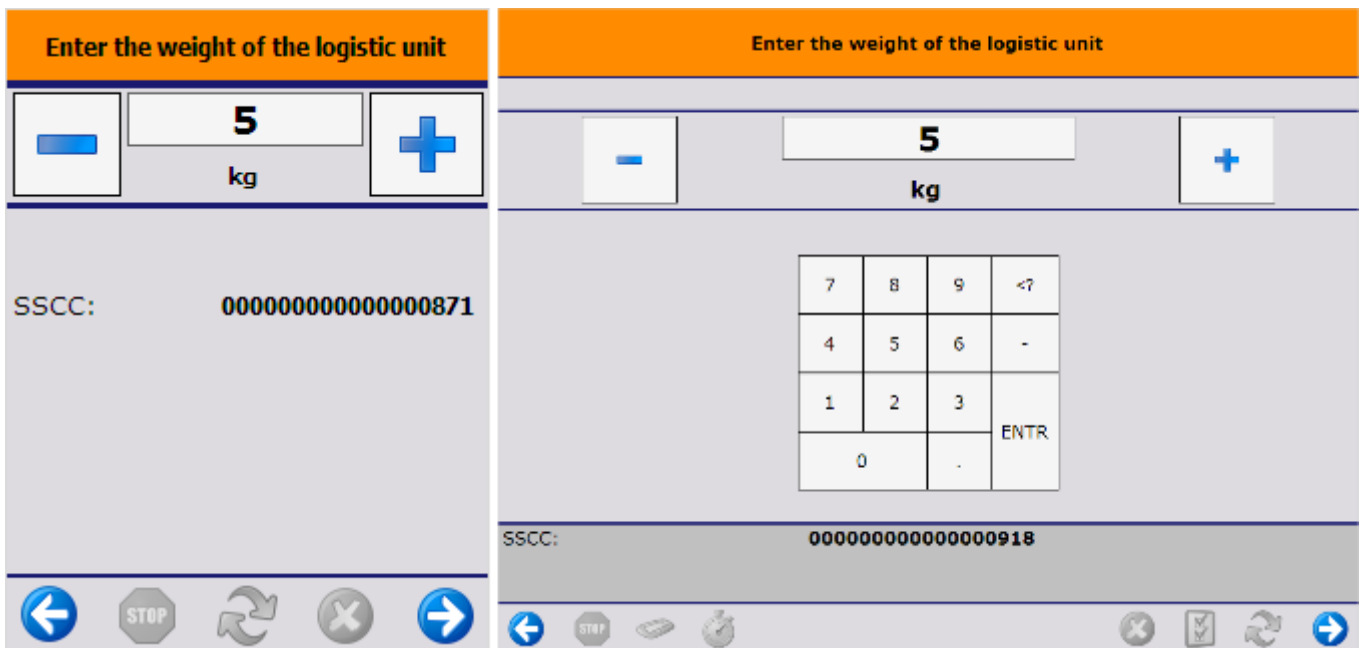 Enter the weight of the logistic unit
5
kg
SSCC: 000000000000000871
STOP
Enter the weight of the logistic unit
5
kg
7 8 9 <?
4 5 6 -
1 2 3
ENTR
0 .
SSCC: 000000000000000918
STOP